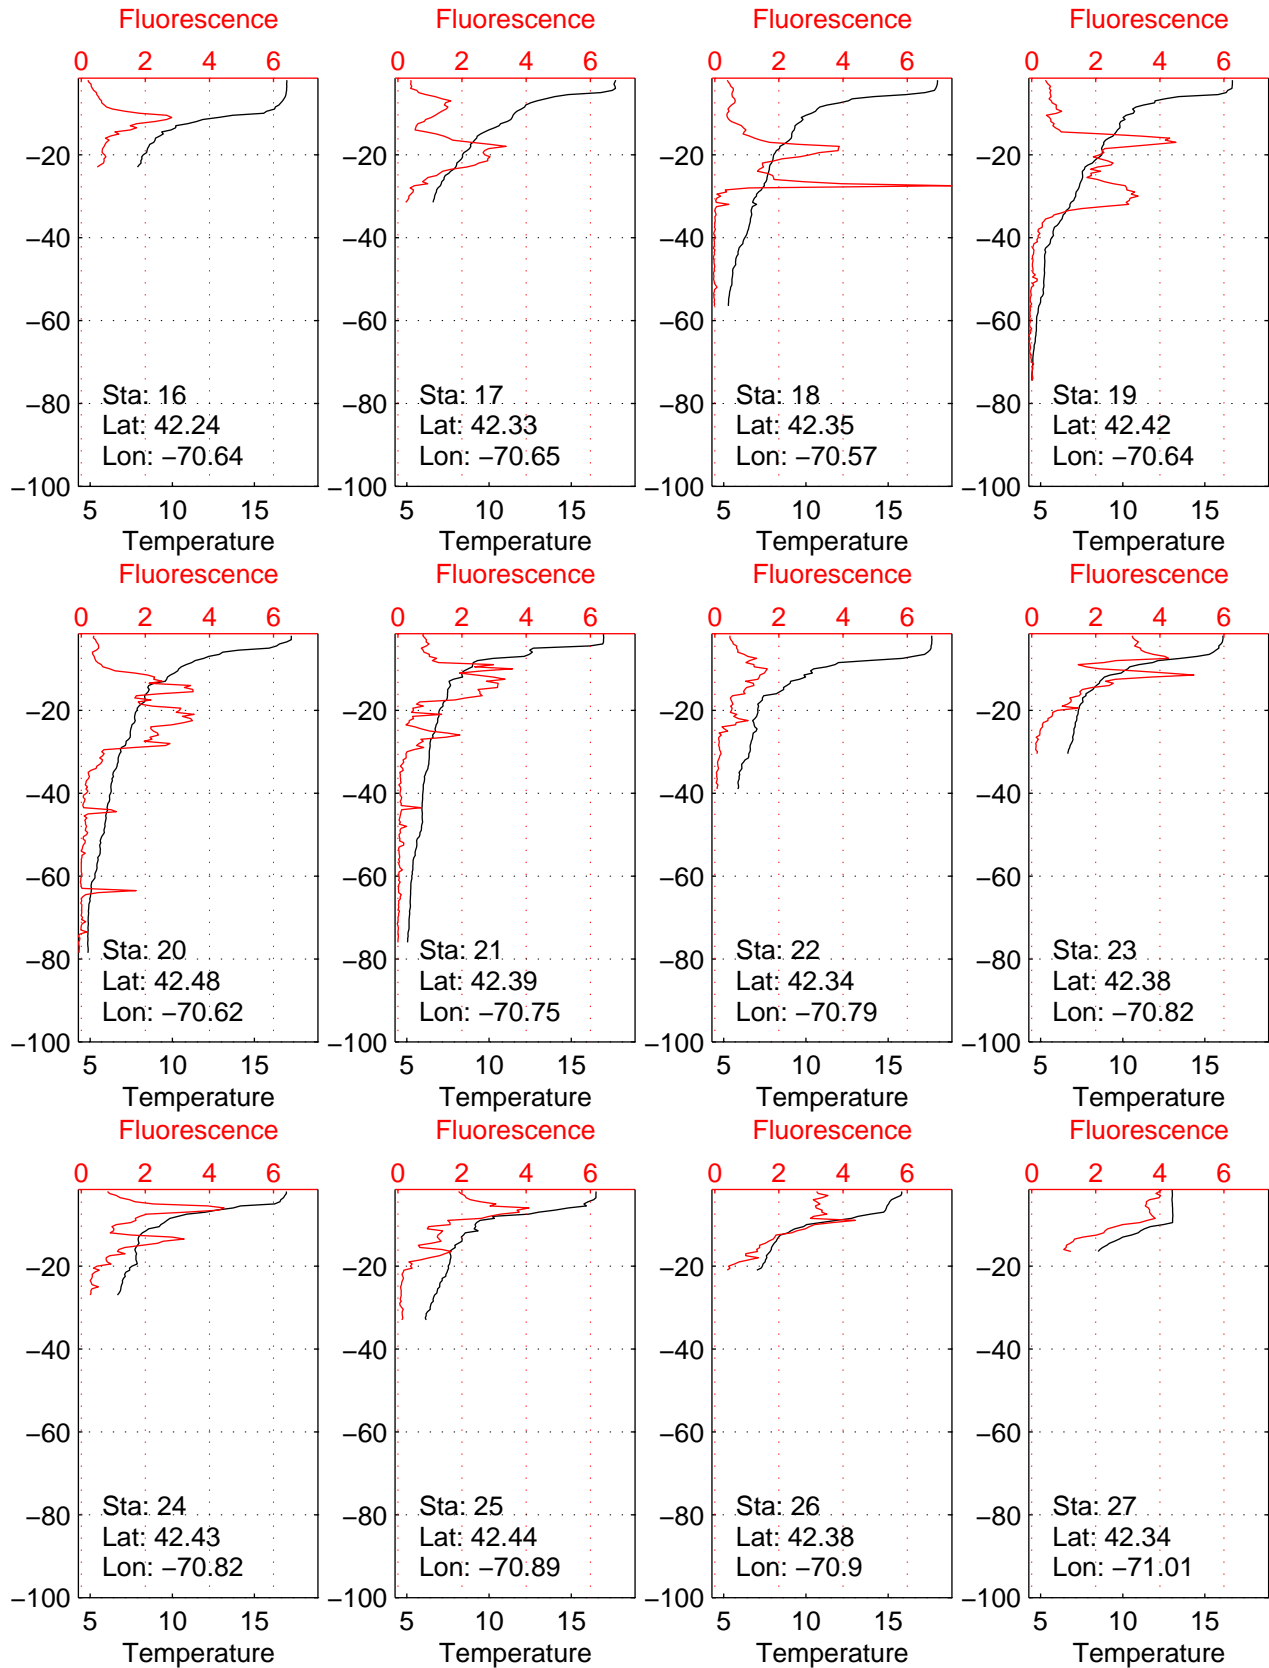 Fluorescence Fluorescence Fluorescence Fluorescence
0 2 4 6 0 2 4 6 0 2 4 6 0 2 4 6
−20 −20 −20 −20
−40 −40 −40 −40
−60 −60 −60 −60
−80 −80 −80 −80
−100 −100 −100 −100
Sta: 16
Lat: 42.24
Lon: −70.64
Sta: 17
Lat: 42.33
Lon: −70.65
Sta: 18
Lat: 42.35
Lon: −70.57
Sta: 19
Lat: 42.42
Lon: −70.64
5 10 15 5 10 15 5 10 15 5 10 15
Temperature Temperature Temperature Temperature
Fluorescence Fluorescence Fluorescence Fluorescence
0 2 4 6 0 2 4 6 0 2 4 6 0 2 4 6
−20 −20 −20 −20
−40 −40 −40 −40
−60 −60 −60 −60
−80 −80 −80 −80
−100 −100 −100 −100
Sta: 20
Lat: 42.48
Lon: −70.62
Sta: 21
Lat: 42.39
Lon: −70.75
Sta: 22
Lat: 42.34
Lon: −70.79
Sta: 23
Lat: 42.38
Lon: −70.82
5 10 15 5 10 15 5 10 15 5 10 15
Temperature Temperature Temperature Temperature
Fluorescence Fluorescence Fluorescence Fluorescence
0 2 4 6 0 2 4 6 0 2 4 6 0 2 4 6
−20 −20 −20 −20
−40 −40 −40 −40
−60 −60 −60 −60
−80 −80 −80 −80
−100 −100 −100 −100
Sta: 24
Lat: 42.43
Lon: −70.82
Sta: 25
Lat: 42.44
Lon: −70.89
Sta: 26
Lat: 42.38
Lon: −70.9
Sta: 27
Lat: 42.34
Lon: −71.01
5 10 15 5 10 15 5 10 15 5 10 15
Temperature Temperature Temperature Temperature